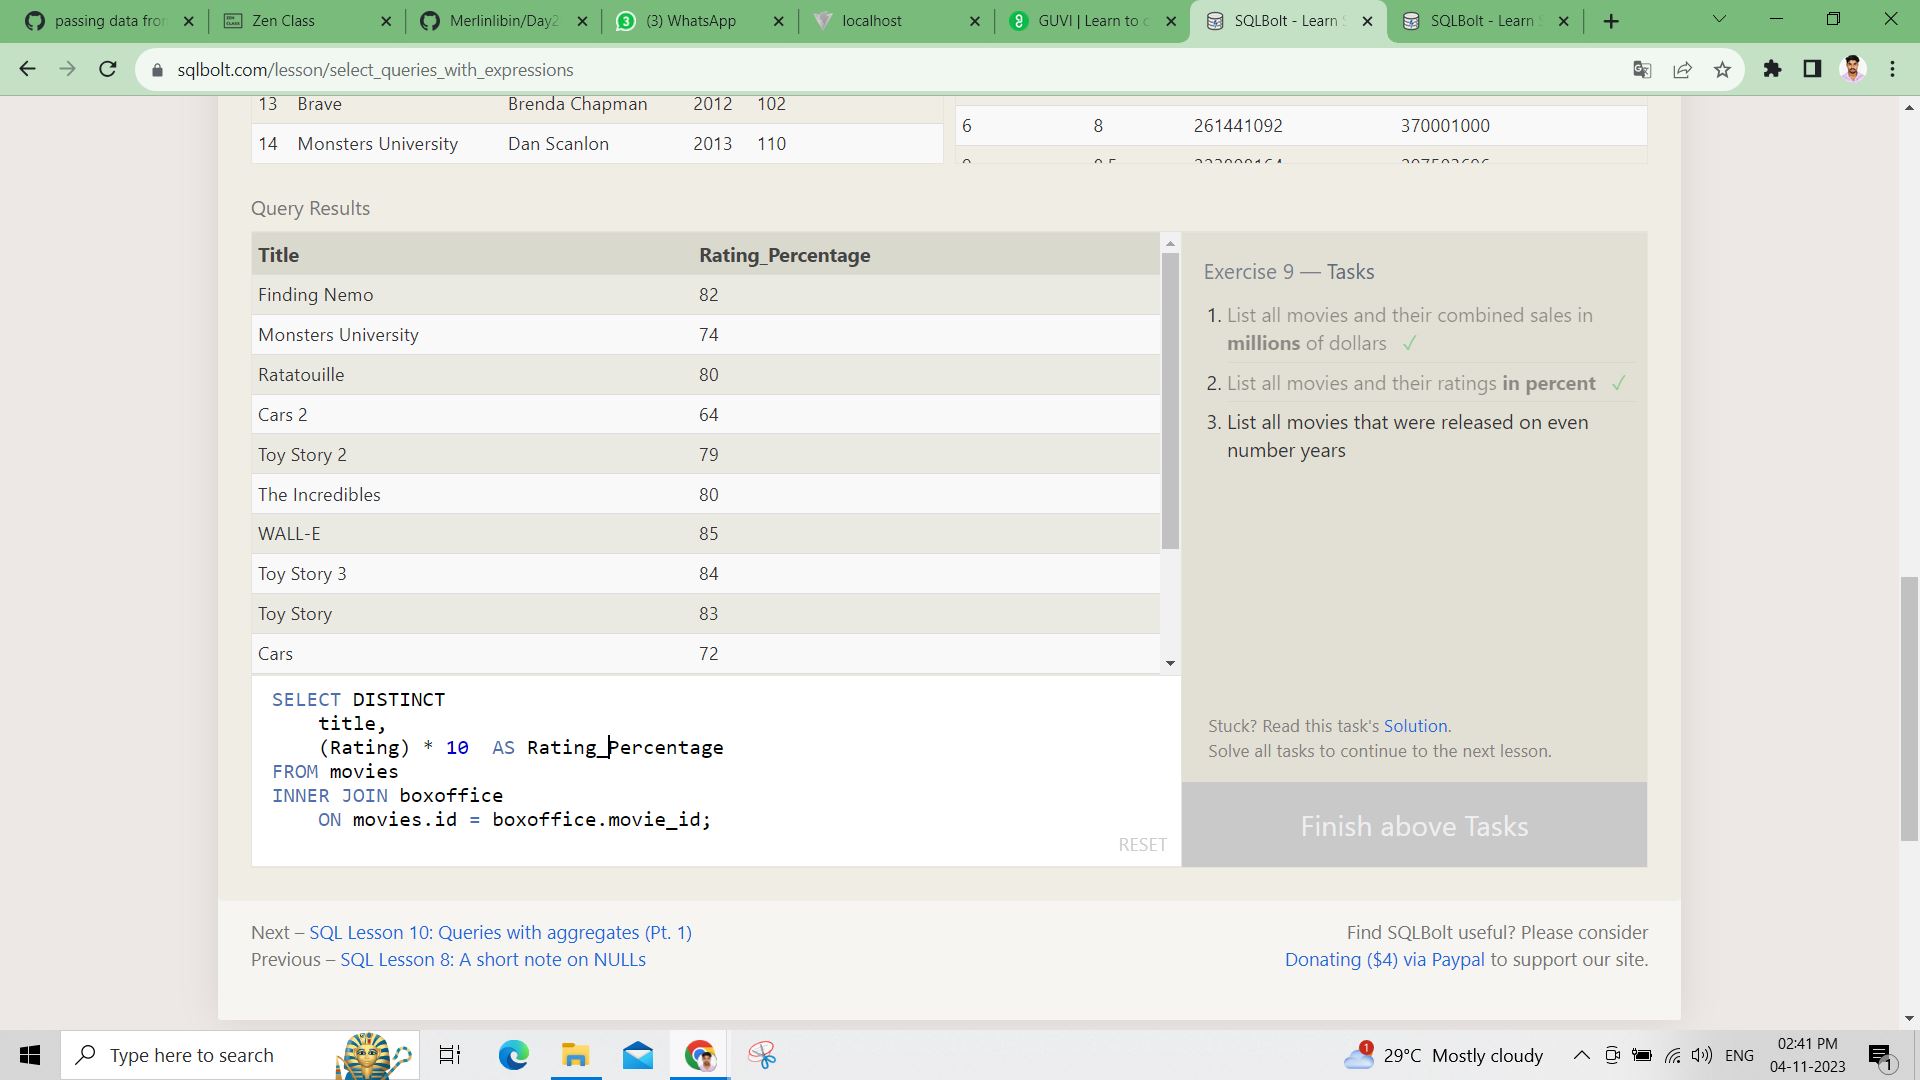 passing data from
Zen Class
Merlinlibin/Day2
(3) WhatsApp
localhost
GUVI | Learn to c
SQLBolt - Learn S
SQLBolt - Learn S
sqlbolt.com/lesson/select_queries_with_expressions
13 Brave Brenda Chapman 2012 102
14 Monsters University Dan Scanlon 2013 110
6 8 261441092 370001000
Query Results
Title Rating_Percentage
Finding Nemo 82
Monsters University 74
Ratatouille 80
Cars 2 64
Toy Story 2 79
The Incredibles 80
WALL-E 85
Toy Story 3 84
Toy Story 83
Cars 72
SELECT DISTINCT
title,
(Rating) * 10 AS Rating_Percentage
FROM movies
INNER JOIN boxoffice
ON movies.id = boxoffice.movie_id;
RESET
Exercise 9 — Tasks
1. List all movies and their combined sales in
millions of dollars ✓
2. List all movies and their ratings in percent ✓
3. List all movies that were released on even
number years
Stuck? Read this task's Solution.
Solve all tasks to continue to the next lesson.
Finish above Tasks
Next – SQL Lesson 10: Queries with aggregates (Pt. 1)
Previous – SQL Lesson 8: A short note on NULLs
Find SQLBolt useful? Please consider
Donating ($4) via Paypal to support our site.
Type here to search
1
29°C Mostly cloudy
ENG
02:41 PM
04-11-2023
1